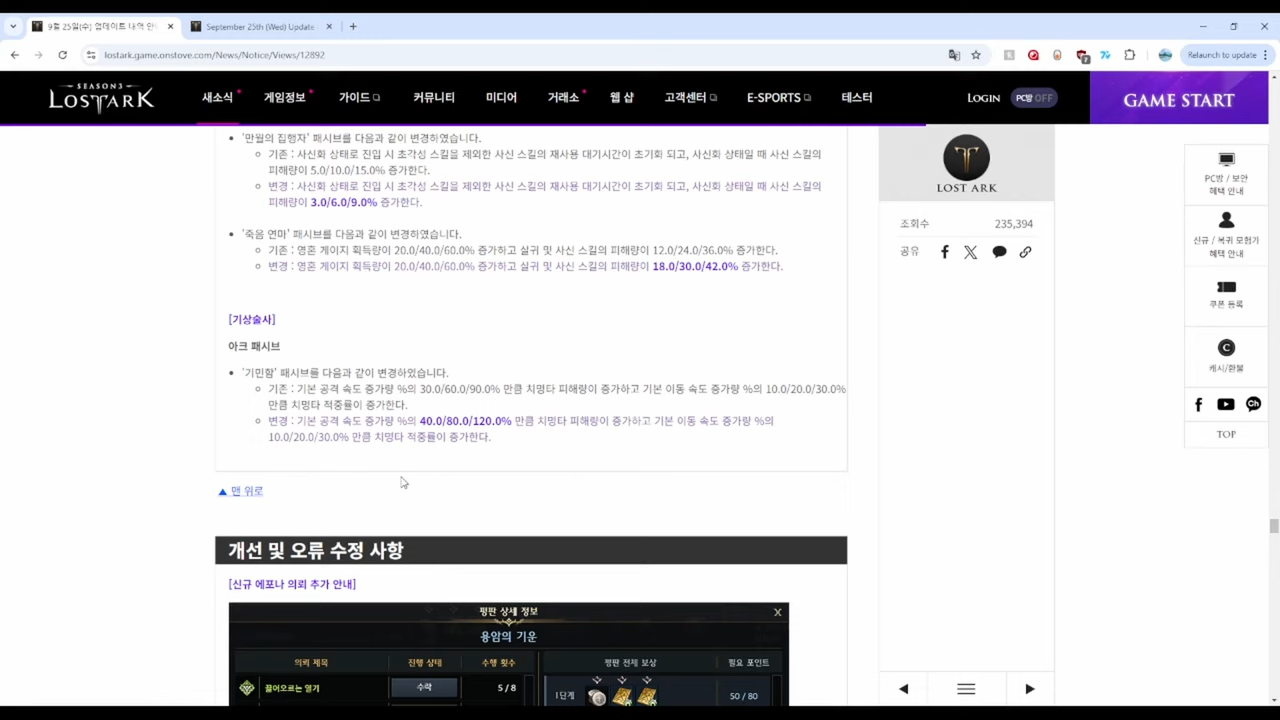 9월 25일(수) 업데이트 내역 안내
September 25th (Wed) Update
lostark.game.onstove.com/News/Notice/Views/12892
Relaunch to update
SEASON3
LOSTARK
새소식
게임정보
가이드
커뮤니티
미디어
거래소
웹 샵
고객센터
E-SPORTS
테스터
LOGIN
PC방 OFF
GAME START
'만월의 집행자' 패시브를 다음과 같이 변경하였습니다.
기존 : 사신화 상태로 진입 시 초각성 스킬을 제외한 사신 스킬의 재사용 대기시간이 초기화 되고, 사신화 상태일 때 사신 스킬의
피해량이 5.0/10.0/15.0% 증가한다.
변경 : 사신화 상태로 진입 시 초각성 스킬을 제외한 사신 스킬의 재사용 대기시간이 초기화 되고, 사신화 상태일 때 사신 스킬의
피해량이 3.0/6.0/9.0% 증가한다.
'죽음 연마' 패시브를 다음과 같이 변경하였습니다.
기존 : 영혼 게이지 획득량이 20.0/40.0/60.0% 증가하고 실귀 및 사신 스킬의 피해량이 12.0/24.0/36.0% 증가한다.
변경 : 영혼 게이지 획득량이 20.0/40.0/60.0% 증가하고 실귀 및 사신 스킬의 피해량이 18.0/30.0/42.0% 증가한다.
[기상술사]
아크 패시브
'기민함' 패시브를 다음과 같이 변경하였습니다.
기존 : 기본 공격 속도 증가량 %의 30.0/60.0/90.0% 만큼 치명타 피해량이 증가하고 기본 이동 속도 증가량 %의 10.0/20.0/30.0%
만큼 치명타 적중률이 증가한다.
변경 : 기본 공격 속도 증가량 %의 40.0/80.0/120.0% 만큼 치명타 피해량이 증가하고 기본 이동 속도 증가량 %의
10.0/20.0/30.0% 만큼 치명타 적중률이 증가한다.
▲ 맨 위로
개선 및 오류 수정 사항
[신규 에포나 의뢰 추가 안내]
평판 상세 정보
X
용암의 기운
의뢰 제목
진행 상태
수행 횟수
평판 전체 보상
필요 포인트
끓어오르는 열기
수락
5 / 8
1단계
50 / 80
LOST ARK
조회수
235,394
공유
PC방 / 보안
혜택 안내
신규 / 복귀 모험가
혜택 안내
쿠폰 등록
캐시/환불
TOP